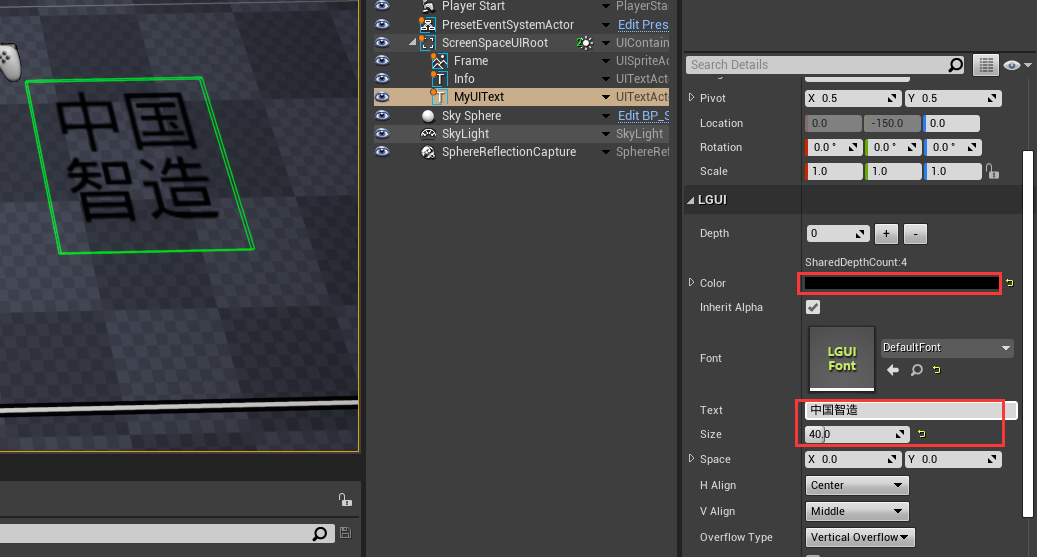 中国
智造
Player Start
PlayerStar
PresetEventSystemActor
Edit Pres
ScreenSpaceUIRoot
UIContain
Frame
UISpriteAc
Info
UITextActo
MyUIText
UITextActo
Sky Sphere
Edit BP_S
SkyLight
SkyLight
SphereReflectionCapture
SphereRef
Search Details
Pivot
X 0.5
Y 0.5
Location
0.0
-150.0
0.0
Rotation
0.0 °
0.0 °
0.0 °
Scale
1.0
1.0
1.0
LGUI
Depth
0
+
-
SharedDepthCount:4
Color
Inherit Alpha
Font
LGUI
Font
DefaultFont
Text
中国智造
Size
40.0
Space
X 0.0
Y 0.0
H Align
Center
V Align
Middle
Overflow Type
Vertical Overflow